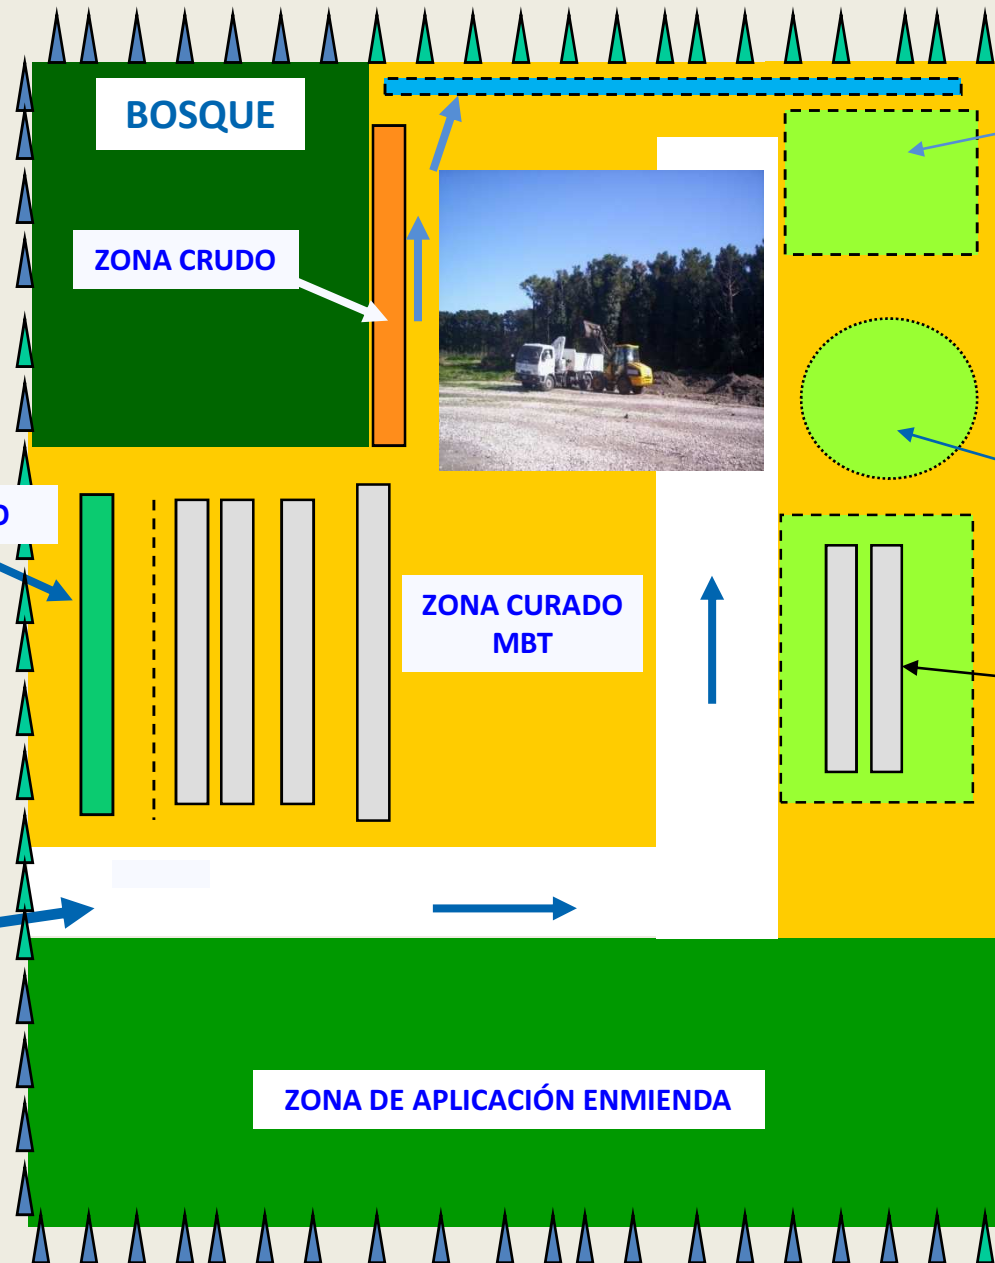 BOSQUE
ZONA CRUDO
ZONA CURADO
MBT
ZONA DE APLICACIÓN ENMIENDA